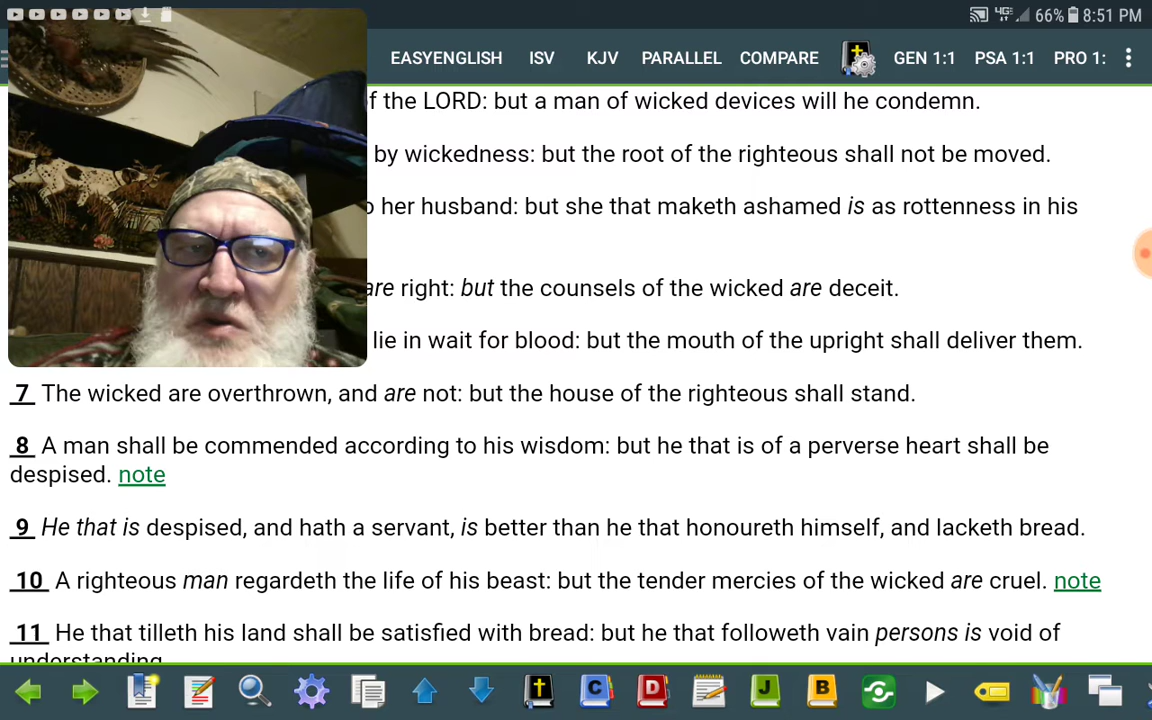 66% 8:51 PM
EASYENGLISH ISV KJV PARALLEL COMPARE GEN 1:1 PSA 1:1 PRO 1:
of the LORD: but a man of wicked devices will he condemn.
by wickedness: but the root of the righteous shall not be moved.
her husband: but she that maketh ashamed is as rottenness in his
are right: but the counsels of the wicked are deceit.
lie in wait for blood: but the mouth of the upright shall deliver them.
7 The wicked are overthrown, and are not: but the house of the righteous shall stand.
8 A man shall be commended according to his wisdom: but he that is of a perverse heart shall be
despised. note
9 He that is despised, and hath a servant, is better than he that honoureth himself, and lacketh bread.
10 A righteous man regardeth the life of his beast: but the tender mercies of the wicked are cruel. note
11 He that tilleth his land shall be satisfied with bread: but he that followeth vain persons is void of
understanding.
C D J B